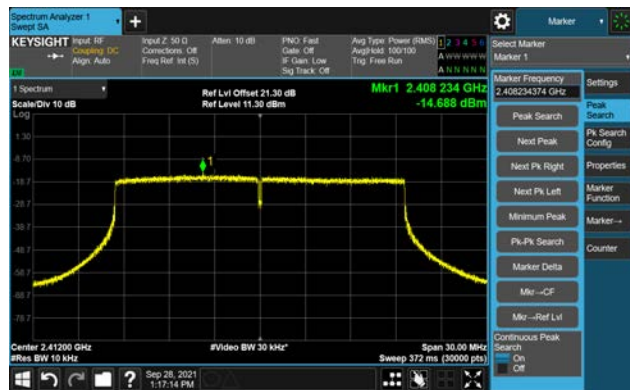 Spectrum Analyzer 1
Swept SA
Marker
KEYSIGHT
Input: RF
Coupling: DC
Align: Auto
Input Z: 50 Ω
Corrections: Off
Freq Ref: Int (S)
Atten: 10 dB
PNO: Fast
Gate: Off
IF Gain: Low
Sig Track: Off
Avg Type: Power (RMS)
Avg|Hold: 100/100
Trig: Free Run
1 2 3 4 5 6
A W W W W W
A N N N N N
Select Marker
Marker 1
1 Spectrum
Scale/Div 10 dB
Log
Ref Lvl Offset 21.30 dB
Ref Level 11.30 dBm
Mkr1 2.408 234 GHz
-14.688 dBm
1.30
-8.70
-18.7
-28.7
-38.7
-48.7
-58.7
-68.7
-78.7
1
Center 2.41200 GHz
#Res BW 10 kHz
#Video BW 30 kHz*
Span 30.00 MHz
Sweep 372 ms (30000 pts)
Marker Frequency
2.408234374 GHz
Peak Search
Next Peak
Next Pk Right
Next Pk Left
Minimum Peak
Pk-Pk Search
Marker Delta
Mkr→CF
Mkr→Ref Lvl
Continuous Peak
Search
On
Off
Settings
Peak
Search
Pk Search
Config
Properties
Marker
Function
Marker→
Counter
?
Sep 28, 2021
1:17:14 PM